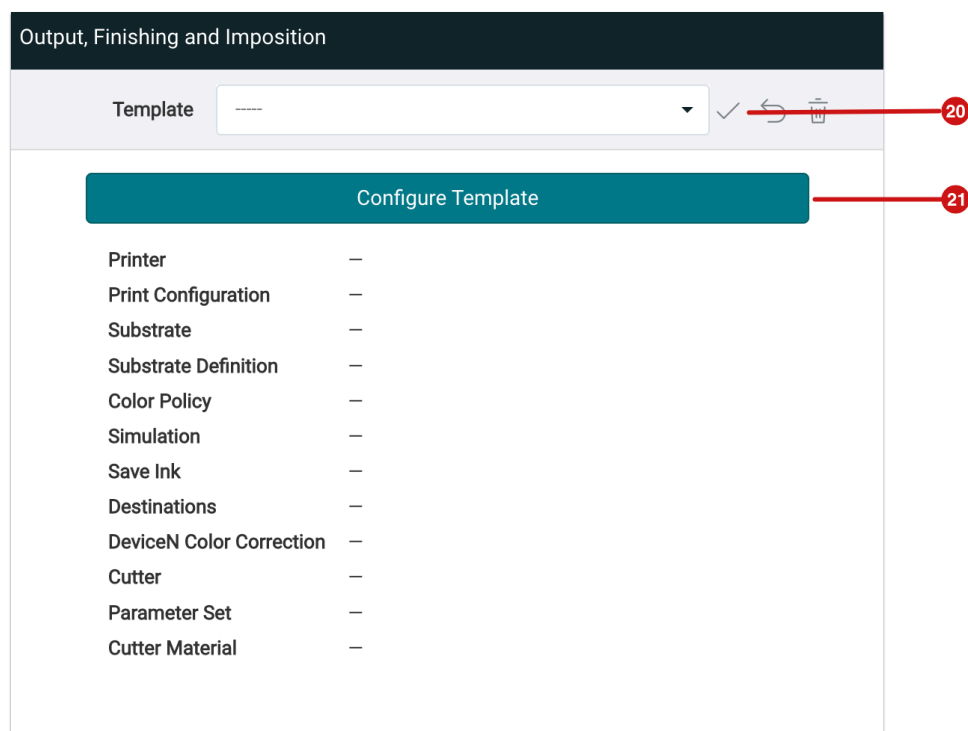 Output, Finishing and Imposition
Template ----- 20
Configure Template 21
Printer —
Print Configuration —
Substrate —
Substrate Definition —
Color Policy —
Simulation —
Save Ink —
Destinations —
DeviceN Color Correction —
Cutter —
Parameter Set —
Cutter Material —